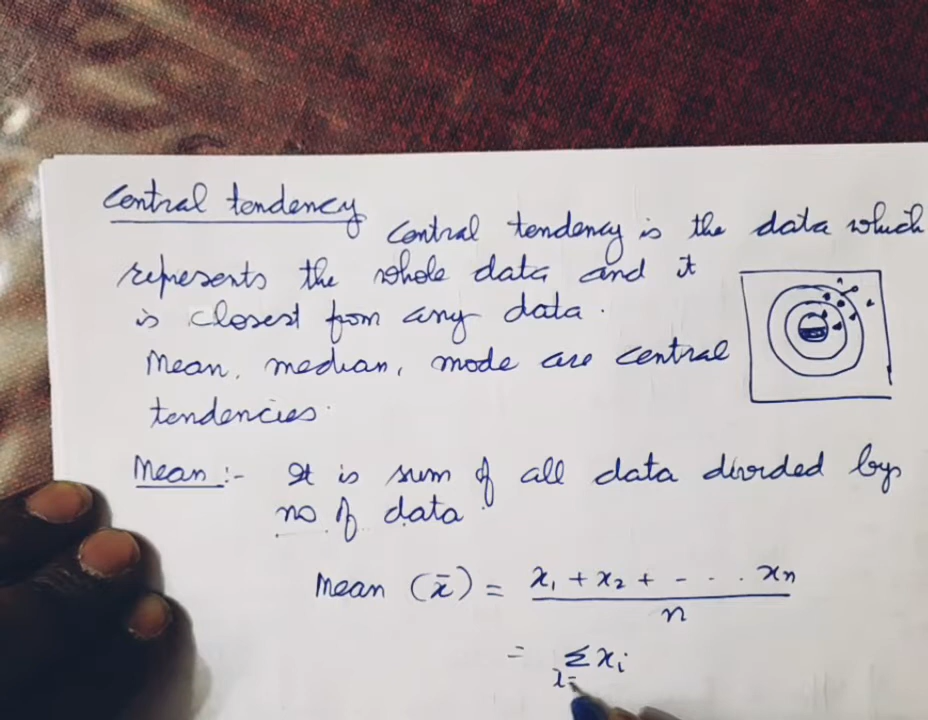 Central tendency
Central tendency is the data which
represents the whole data and it
is closest from any data.
Mean, median, mode are central
tendencies.
Mean :- It is sum of all data divided by
no of data.
Mean (x̄) = x₁ + x₂ + - - - xₙ / n
= Σxᵢ
i=